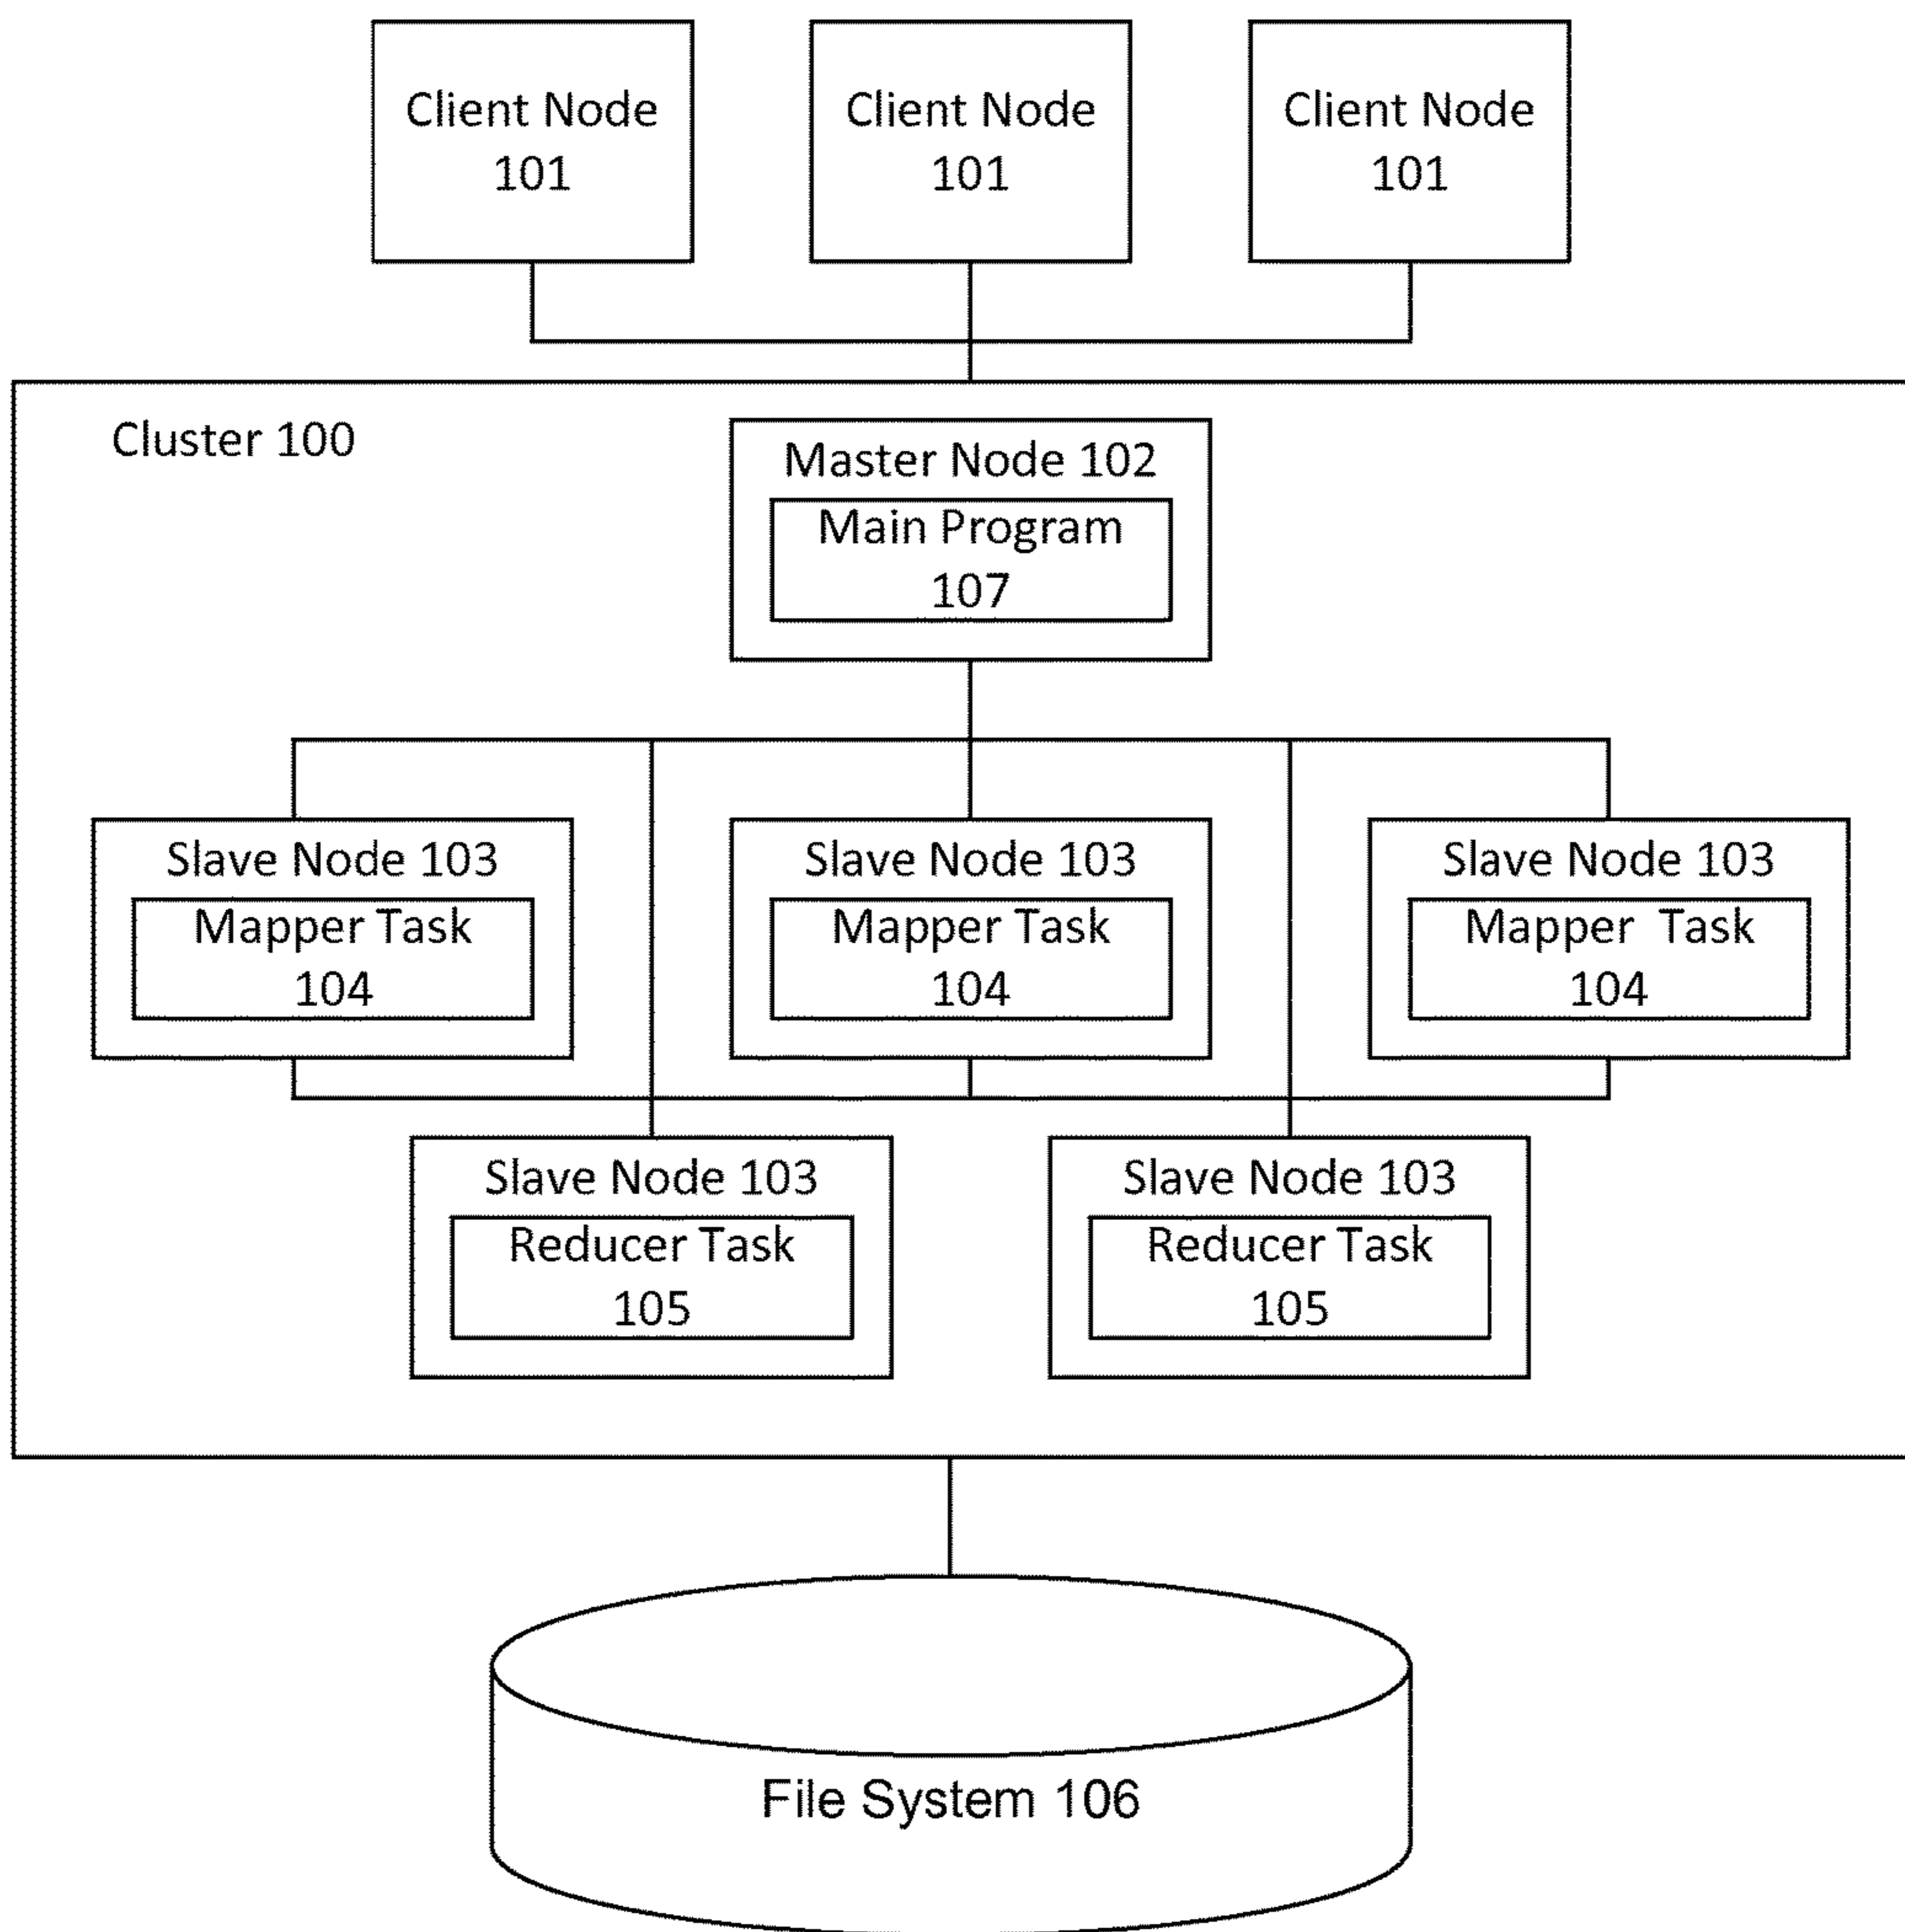 Client Node
101
Client Node
101
Client Node
101
Cluster 100
Master Node 102
Main Program
107
Slave Node 103
Mapper Task
104
Slave Node 103
Mapper Task
104
Slave Node 103
Mapper Task
104
Slave Node 103
Reducer Task
105
Slave Node 103
Reducer Task
105
File System 106